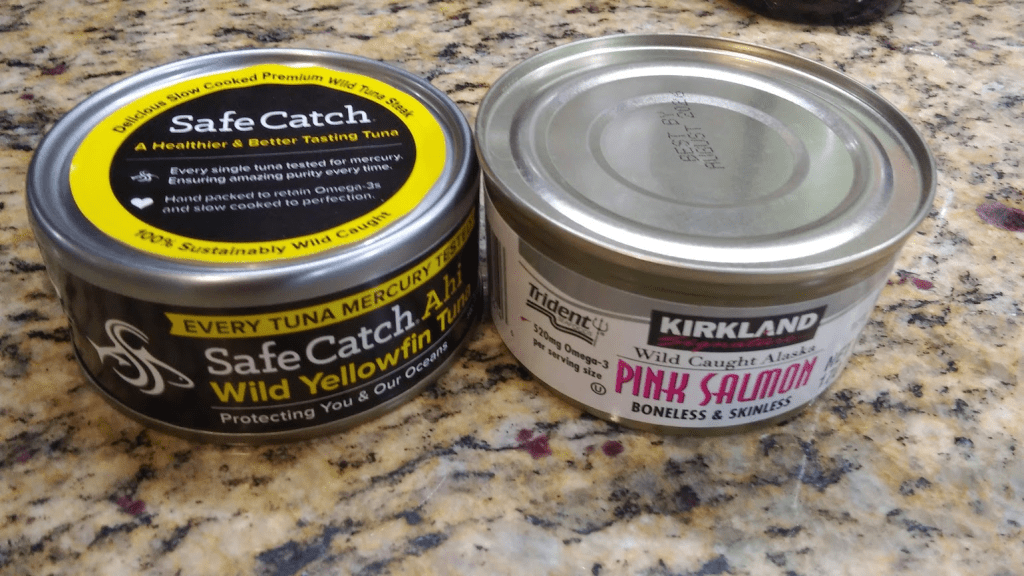 Delicious Slow Cooked Premium Wild Tuna Steak
Safe Catch
A Healthier & Better Tasting Tuna
Every single tuna tested for mercury.
Ensuring amazing purity every time.
Hand packed to retain Omega-3s
and slow cooked to perfection.
100% Sustainably Wild Caught
EVERY TUNA MERCURY TESTED
Safe Catch Ahi
Wild Yellowfin Tuna
Protecting You & Our Oceans
BEST BY
AUGUST
Trident
520mg Omega-3
per serving size
U
KIRKLAND
Signature
Wild Caught Alaska
PINK SALMON
BONELESS & SKINLESS